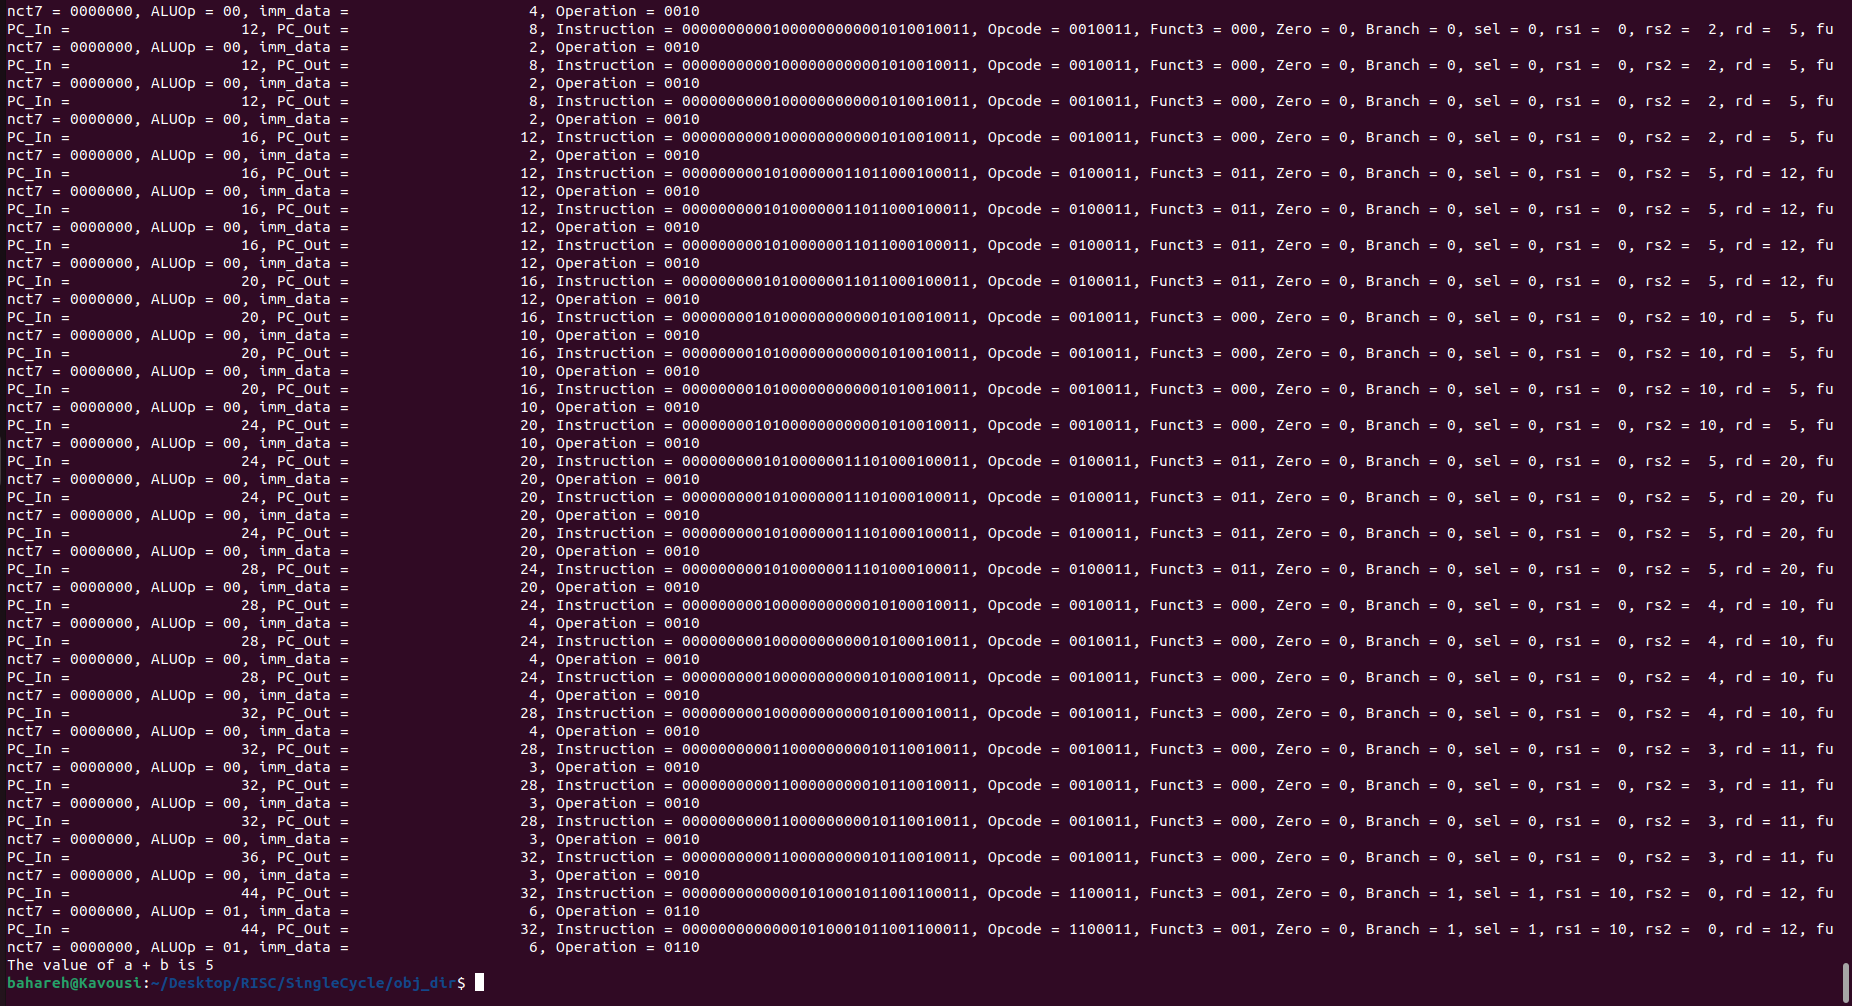 nct7 = 0000000, ALUOp = 00, imm_data =                    4, Operation = 0010
PC_In =                   12, PC_Out =                    8, Instruction = 00000000001000000000001010010011, Opcode = 0010011, Funct3 = 000, Zero = 0, Branch = 0, sel = 0, rs1 =  0, rs2 =  2, rd =  5, fu
nct7 = 0000000, ALUOp = 00, imm_data =                    2, Operation = 0010
PC_In =                   12, PC_Out =                    8, Instruction = 00000000001000000000001010010011, Opcode = 0010011, Funct3 = 000, Zero = 0, Branch = 0, sel = 0, rs1 =  0, rs2 =  2, rd =  5, fu
nct7 = 0000000, ALUOp = 00, imm_data =                    2, Operation = 0010
PC_In =                   12, PC_Out =                    8, Instruction = 00000000001000000000001010010011, Opcode = 0010011, Funct3 = 000, Zero = 0, Branch = 0, sel = 0, rs1 =  0, rs2 =  2, rd =  5, fu
nct7 = 0000000, ALUOp = 00, imm_data =                    2, Operation = 0010
PC_In =                   16, PC_Out =                   12, Instruction = 00000000001000000000001010010011, Opcode = 0010011, Funct3 = 000, Zero = 0, Branch = 0, sel = 0, rs1 =  0, rs2 =  2, rd =  5, fu
nct7 = 0000000, ALUOp = 00, imm_data =                    2, Operation = 0010
PC_In =                   16, PC_Out =                   12, Instruction = 00000000010100000011011000100011, Opcode = 0100011, Funct3 = 011, Zero = 0, Branch = 0, sel = 0, rs1 =  0, rs2 =  5, rd = 12, fu
nct7 = 0000000, ALUOp = 00, imm_data =                   12, Operation = 0010
PC_In =                   16, PC_Out =                   12, Instruction = 00000000010100000011011000100011, Opcode = 0100011, Funct3 = 011, Zero = 0, Branch = 0, sel = 0, rs1 =  0, rs2 =  5, rd = 12, fu
nct7 = 0000000, ALUOp = 00, imm_data =                   12, Operation = 0010
PC_In =                   16, PC_Out =                   12, Instruction = 00000000010100000011011000100011, Opcode = 0100011, Funct3 = 011, Zero = 0, Branch = 0, sel = 0, rs1 =  0, rs2 =  5, rd = 12, fu
nct7 = 0000000, ALUOp = 00, imm_data =                   12, Operation = 0010
PC_In =                   20, PC_Out =                   16, Instruction = 00000000010100000011011000100011, Opcode = 0100011, Funct3 = 011, Zero = 0, Branch = 0, sel = 0, rs1 =  0, rs2 =  5, rd = 12, fu
nct7 = 0000000, ALUOp = 00, imm_data =                   12, Operation = 0010
PC_In =                   20, PC_Out =                   16, Instruction = 00000000101000000000001010010011, Opcode = 0010011, Funct3 = 000, Zero = 0, Branch = 0, sel = 0, rs1 =  0, rs2 = 10, rd =  5, fu
nct7 = 0000000, ALUOp = 00, imm_data =                   10, Operation = 0010
PC_In =                   20, PC_Out =                   16, Instruction = 00000000101000000000001010010011, Opcode = 0010011, Funct3 = 000, Zero = 0, Branch = 0, sel = 0, rs1 =  0, rs2 = 10, rd =  5, fu
nct7 = 0000000, ALUOp = 00, imm_data =                   10, Operation = 0010
PC_In =                   20, PC_Out =                   16, Instruction = 00000000101000000000001010010011, Opcode = 0010011, Funct3 = 000, Zero = 0, Branch = 0, sel = 0, rs1 =  0, rs2 = 10, rd =  5, fu
nct7 = 0000000, ALUOp = 00, imm_data =                   10, Operation = 0010
PC_In =                   24, PC_Out =                   20, Instruction = 00000000101000000000001010010011, Opcode = 0010011, Funct3 = 000, Zero = 0, Branch = 0, sel = 0, rs1 =  0, rs2 = 10, rd =  5, fu
nct7 = 0000000, ALUOp = 00, imm_data =                   10, Operation = 0010
PC_In =                   24, PC_Out =                   20, Instruction = 00000000010100000011101000100011, Opcode = 0100011, Funct3 = 011, Zero = 0, Branch = 0, sel = 0, rs1 =  0, rs2 =  5, rd = 20, fu
nct7 = 0000000, ALUOp = 00, imm_data =                   20, Operation = 0010
PC_In =                   24, PC_Out =                   20, Instruction = 00000000010100000011101000100011, Opcode = 0100011, Funct3 = 011, Zero = 0, Branch = 0, sel = 0, rs1 =  0, rs2 =  5, rd = 20, fu
nct7 = 0000000, ALUOp = 00, imm_data =                   20, Operation = 0010
PC_In =                   24, PC_Out =                   20, Instruction = 00000000010100000011101000100011, Opcode = 0100011, Funct3 = 011, Zero = 0, Branch = 0, sel = 0, rs1 =  0, rs2 =  5, rd = 20, fu
nct7 = 0000000, ALUOp = 00, imm_data =                   20, Operation = 0010
PC_In =                   28, PC_Out =                   24, Instruction = 00000000010100000011101000100011, Opcode = 0100011, Funct3 = 011, Zero = 0, Branch = 0, sel = 0, rs1 =  0, rs2 =  5, rd = 20, fu
nct7 = 0000000, ALUOp = 00, imm_data =                   20, Operation = 0010
PC_In =                   28, PC_Out =                   24, Instruction = 00000000010000000000010100010011, Opcode = 0010011, Funct3 = 000, Zero = 0, Branch = 0, sel = 0, rs1 =  0, rs2 =  4, rd = 10, fu
nct7 = 0000000, ALUOp = 00, imm_data =                    4, Operation = 0010
PC_In =                   28, PC_Out =                   24, Instruction = 00000000010000000000010100010011, Opcode = 0010011, Funct3 = 000, Zero = 0, Branch = 0, sel = 0, rs1 =  0, rs2 =  4, rd = 10, fu
nct7 = 0000000, ALUOp = 00, imm_data =                    4, Operation = 0010
PC_In =                   28, PC_Out =                   24, Instruction = 00000000010000000000010100010011, Opcode = 0010011, Funct3 = 000, Zero = 0, Branch = 0, sel = 0, rs1 =  0, rs2 =  4, rd = 10, fu
nct7 = 0000000, ALUOp = 00, imm_data =                    4, Operation = 0010
PC_In =                   32, PC_Out =                   28, Instruction = 00000000010000000000010100010011, Opcode = 0010011, Funct3 = 000, Zero = 0, Branch = 0, sel = 0, rs1 =  0, rs2 =  4, rd = 10, fu
nct7 = 0000000, ALUOp = 00, imm_data =                    4, Operation = 0010
PC_In =                   32, PC_Out =                   28, Instruction = 00000000001100000000010110010011, Opcode = 0010011, Funct3 = 000, Zero = 0, Branch = 0, sel = 0, rs1 =  0, rs2 =  3, rd = 11, fu
nct7 = 0000000, ALUOp = 00, imm_data =                    3, Operation = 0010
PC_In =                   32, PC_Out =                   28, Instruction = 00000000001100000000010110010011, Opcode = 0010011, Funct3 = 000, Zero = 0, Branch = 0, sel = 0, rs1 =  0, rs2 =  3, rd = 11, fu
nct7 = 0000000, ALUOp = 00, imm_data =                    3, Operation = 0010
PC_In =                   32, PC_Out =                   28, Instruction = 00000000001100000000010110010011, Opcode = 0010011, Funct3 = 000, Zero = 0, Branch = 0, sel = 0, rs1 =  0, rs2 =  3, rd = 11, fu
nct7 = 0000000, ALUOp = 00, imm_data =                    3, Operation = 0010
PC_In =                   36, PC_Out =                   32, Instruction = 00000000001100000000010110010011, Opcode = 0010011, Funct3 = 000, Zero = 0, Branch = 0, sel = 0, rs1 =  0, rs2 =  3, rd = 11, fu
nct7 = 0000000, ALUOp = 00, imm_data =                    3, Operation = 0010
PC_In =                   44, PC_Out =                   32, Instruction = 00000000000001010001011001100011, Opcode = 1100011, Funct3 = 001, Zero = 0, Branch = 1, sel = 1, rs1 = 10, rs2 =  0, rd = 12, fu
nct7 = 0000000, ALUOp = 01, imm_data =                    6, Operation = 0110
PC_In =                   44, PC_Out =                   32, Instruction = 00000000000001010001011001100011, Opcode = 1100011, Funct3 = 001, Zero = 0, Branch = 1, sel = 1, rs1 = 10, rs2 =  0, rd = 12, fu
nct7 = 0000000, ALUOp = 01, imm_data =                    6, Operation = 0110
The value of a + b is 5
bahareh@Kavousi:~/Desktop/RISC/SingleCycle/obj_dir$